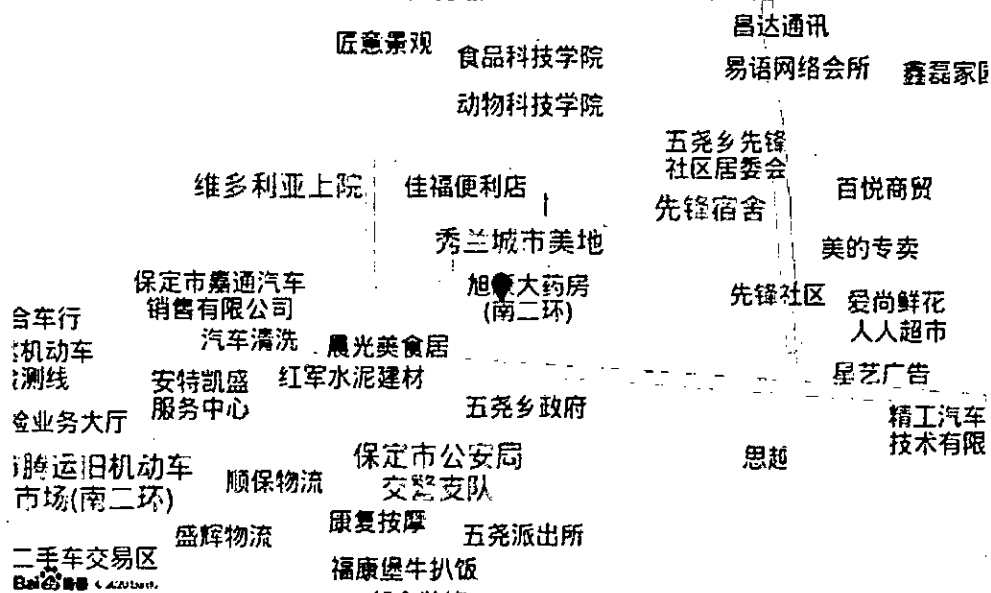 昌达通讯
匠意景观
食品科技学院
易语网络会所
鑫磊家园
动物科技学院
五尧乡先锋
社区居委会
维多利亚上院
佳福便利店
百悦商贸
先锋宿舍
秀兰城市美地
美的专卖
保定市嘉通汽车
销售有限公司
大药房
(南二环)
先锋社区
爱尚鲜花
人人超市
合车行
汽车清洗
晨光美食居
机动车
测线
安特凯盛
服务中心
红军水泥建材
星艺广告
五尧乡政府
精工汽车
技术有限
业务大厅
保定市公安局
交警支队
思越
腾运旧机动车
市场(南二环)
顺保物流
康复按摩
盛辉物流
五尧派出所
二手车交易区
福康堡牛扒饭
Bai